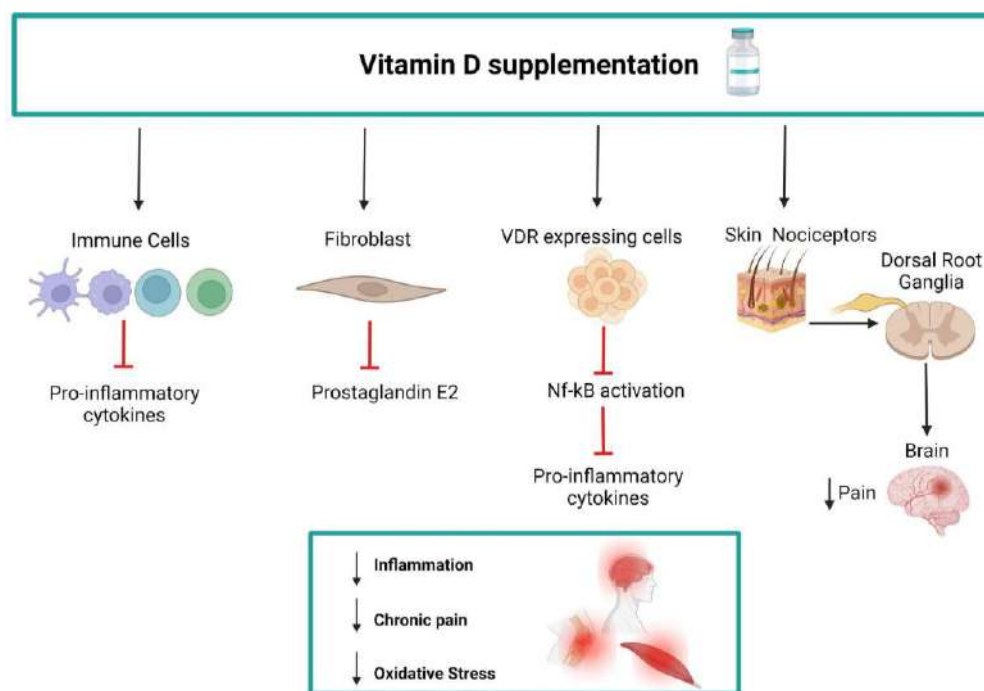 Vitamin D supplementation
Immune Cells
Pro-inflammatory
cytokines
Fibroblast
Prostaglandin E2
VDR expressing cells
Nf-kB activation
Pro-inflammatory
cytokines
Skin Nociceptors
Dorsal Root
Ganglia
Brain
Pain
Inflammation
Chronic pain
Oxidative Stress